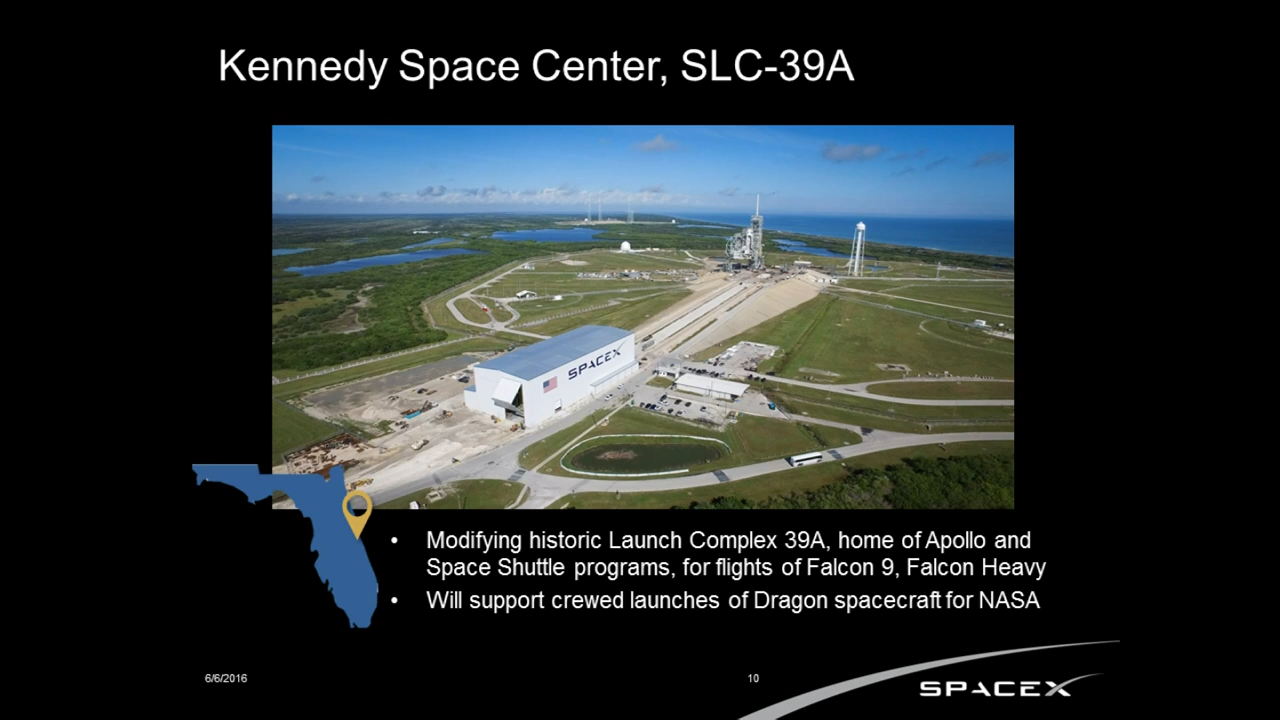 Kennedy Space Center, SLC-39A
SPACEX
• Modifying historic Launch Complex 39A, home of Apollo and
Space Shuttle programs, for flights of Falcon 9, Falcon Heavy
• Will support crewed launches of Dragon spacecraft for NASA
6/6/2016
10
SPACEX